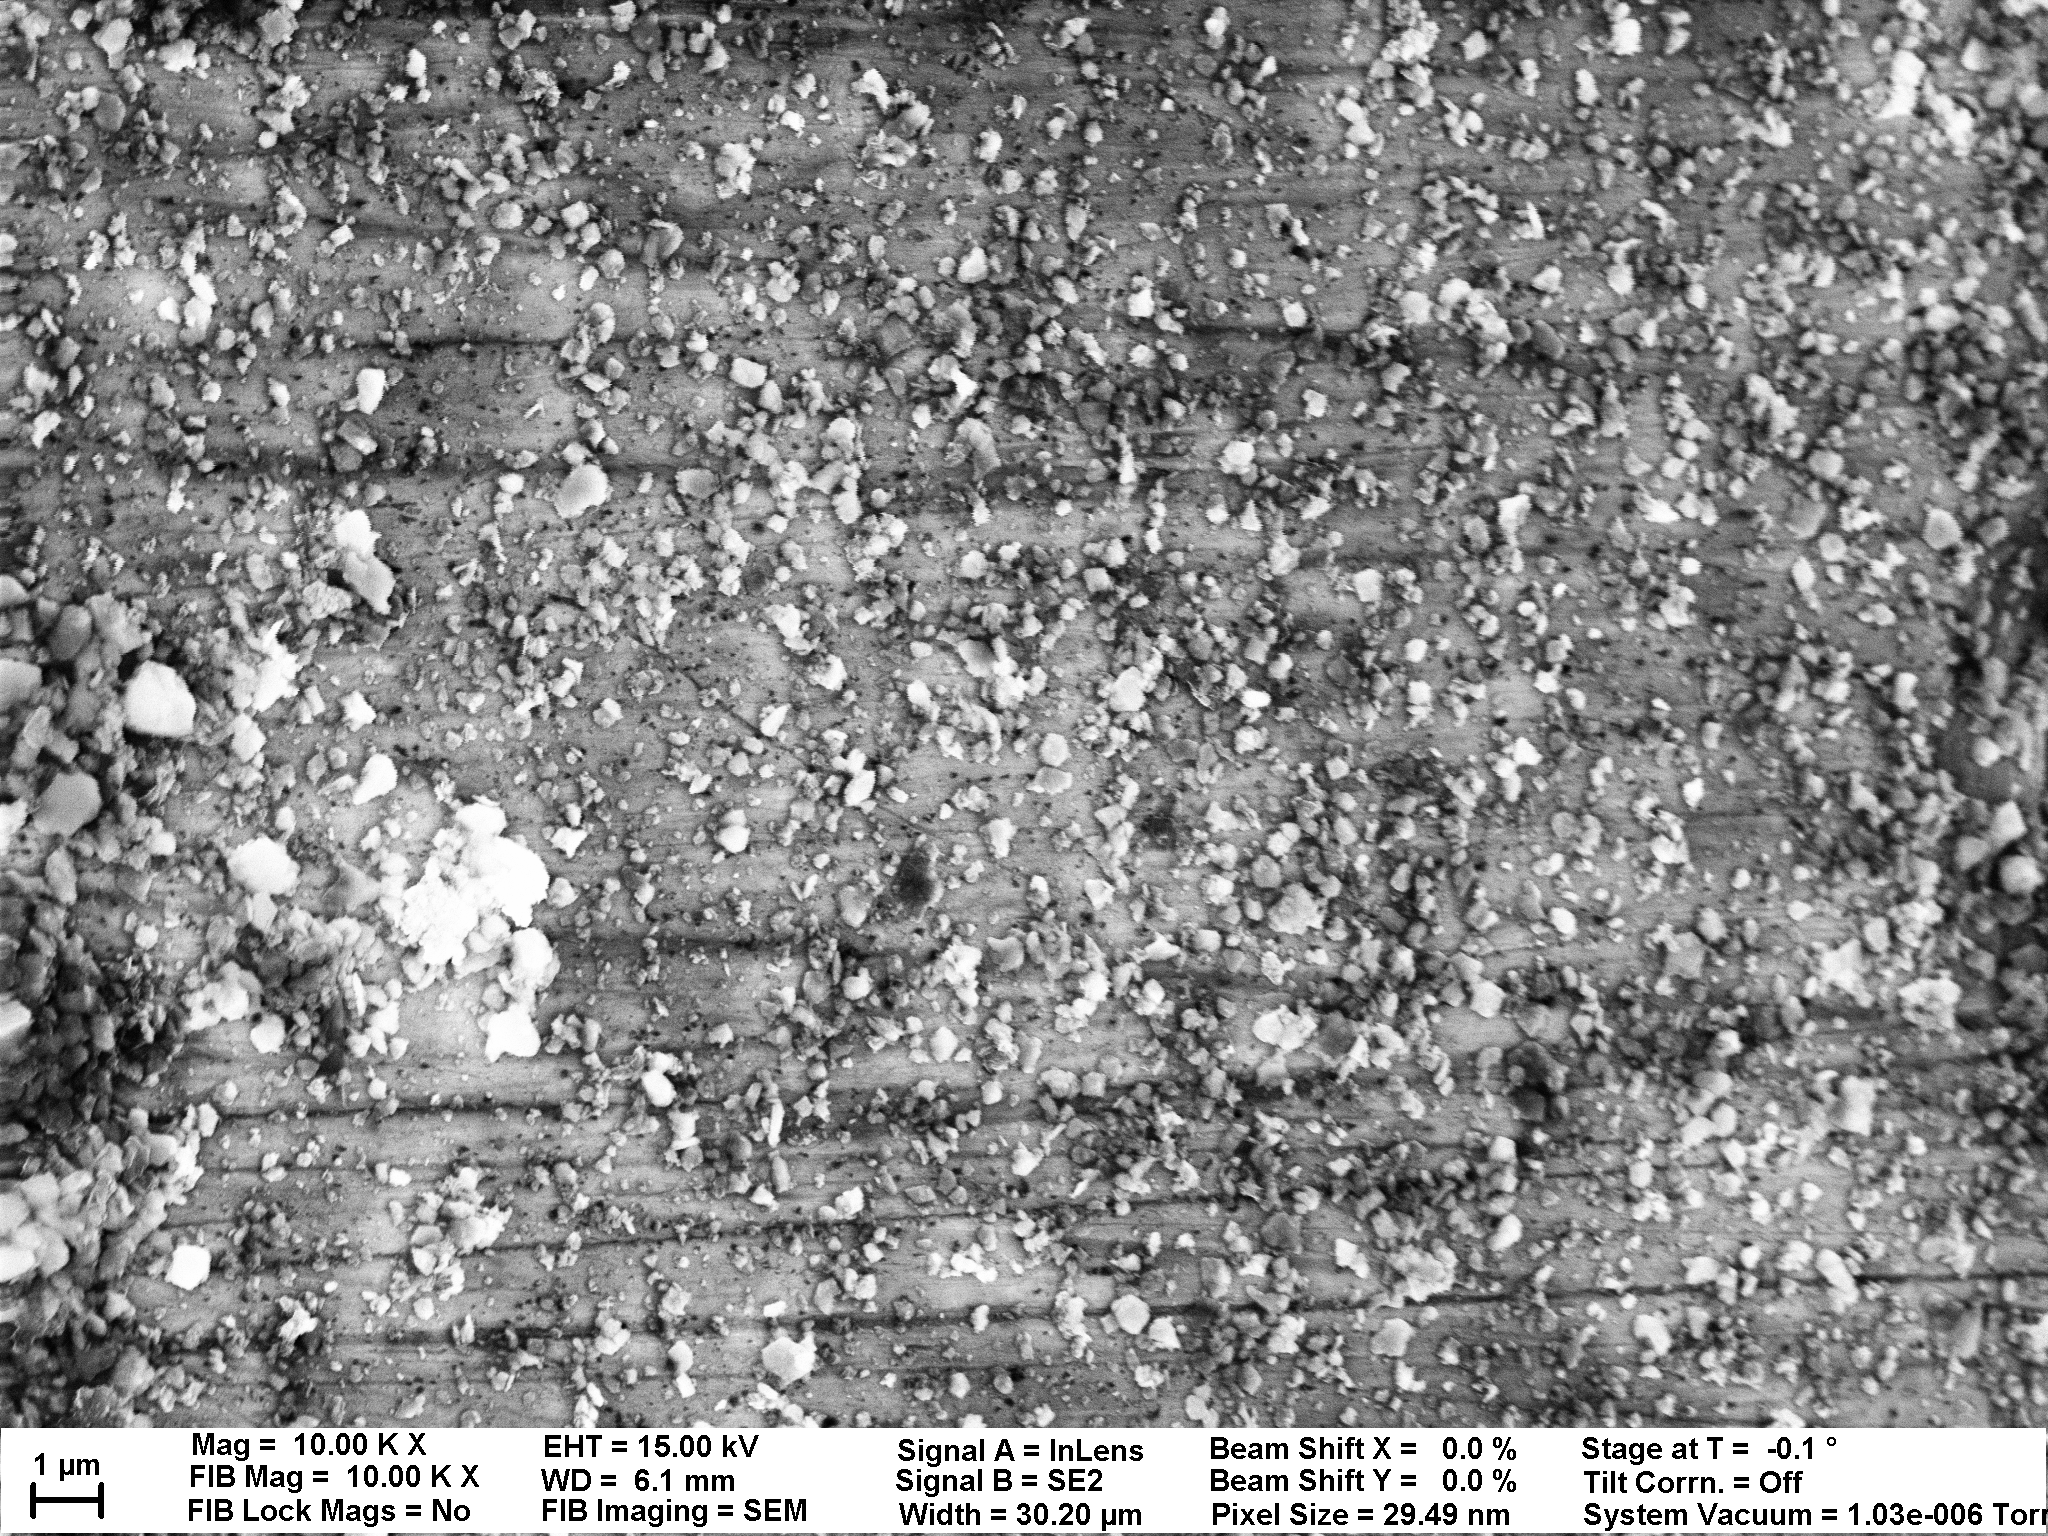 1 µm
Mag = 10.00 K X
FIB Mag = 10.00 K X
FIB Lock Mags = No
EHT = 15.00 kV
WD = 6.1 mm
FIB Imaging = SEM
Signal A = InLens
Signal B = SE2
Width = 30.20 µm
Beam Shift X = 0.0 %
Beam Shift Y = 0.0 %
Pixel Size = 29.49 nm
Stage at T = -0.1 °
Tilt Corrn. = Off
System Vacuum = 1.03e-006 Torr